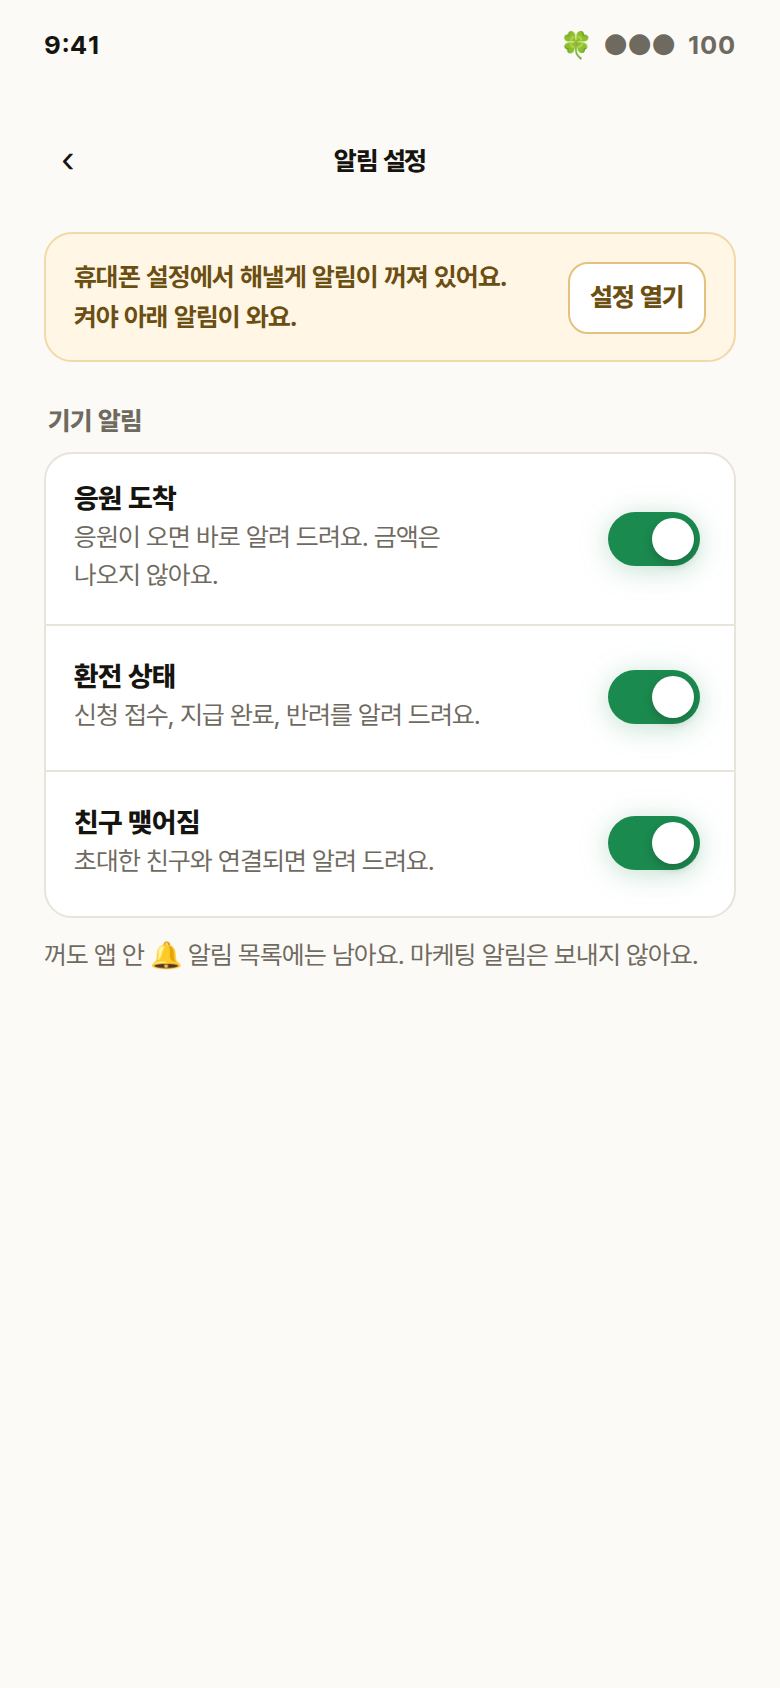 9:41
100
알림 설정
휴대폰 설정에서 해낼게 알림이 꺼져 있어요.
켜야 아래 알림이 와요.
설정 열기
기기 알림
응원 도착
응원이 오면 바로 알려 드려요. 금액은
나오지 않아요.
환전 상태
신청 접수, 지급 완료, 반려를 알려 드려요.
친구 맺어짐
초대한 친구와 연결되면 알려 드려요.
꺼도 앱 안 🔔 알림 목록에는 남아요. 마케팅 알림은 보내지 않아요.